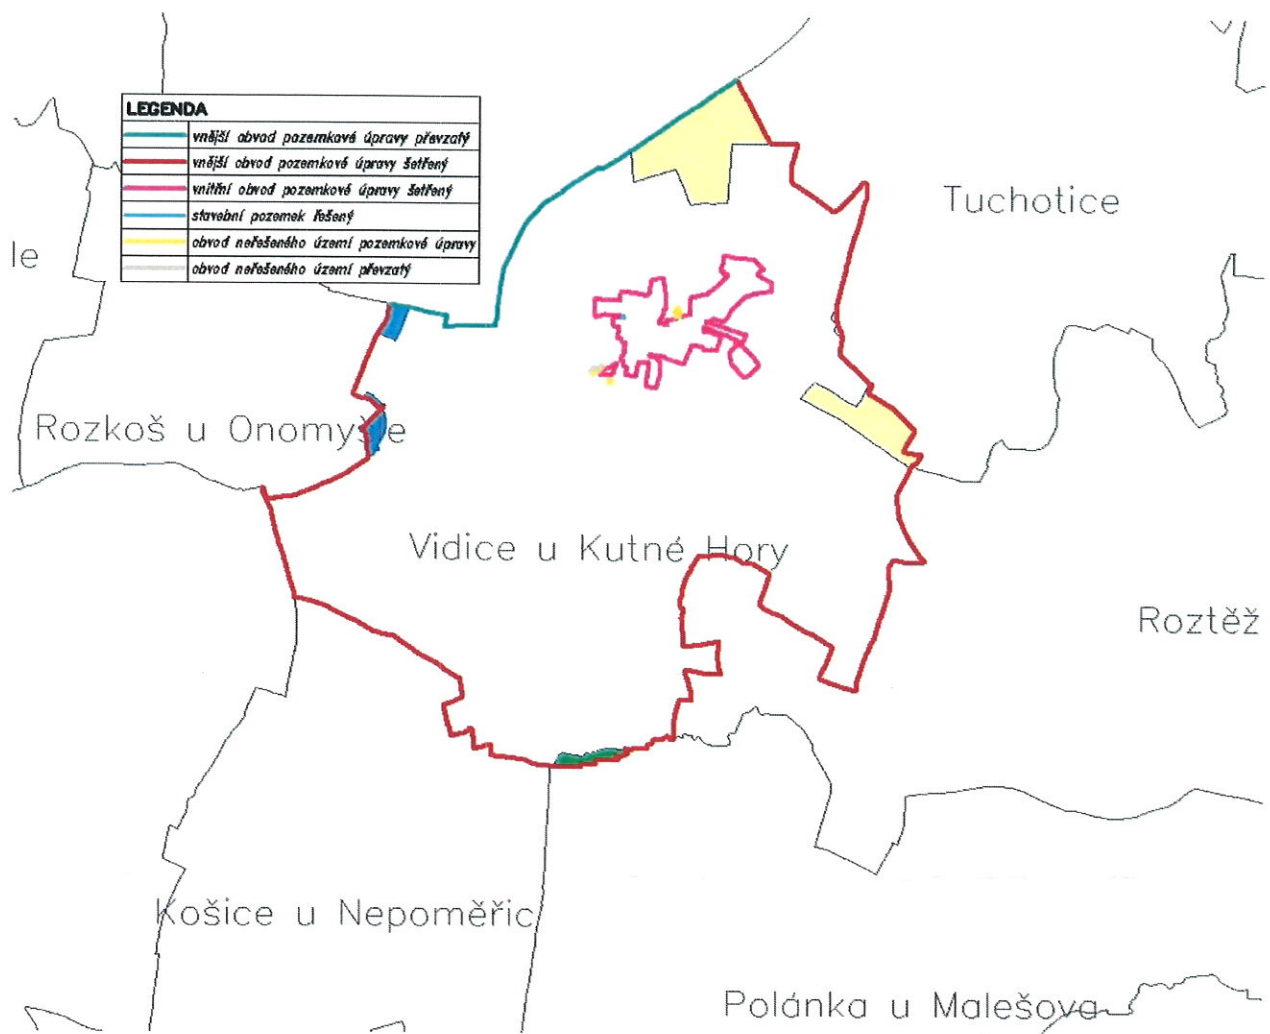 LEGENDA
vnější obvod pozemkové úpravy převzatý
vnější obvod pozemkové úpravy šetřený
vnitřní obvod pozemkové úpravy šetřený
stavební pozemek řešený
obvod neřešeného území pozemkové úpravy
obvod neřešeného území převzatý
Tuchotice
le
Rozkoš u Onomyšle
Vidice u Kutné Hory
Roztěž
Košice u Nepoměřic
Polánka u Malešova